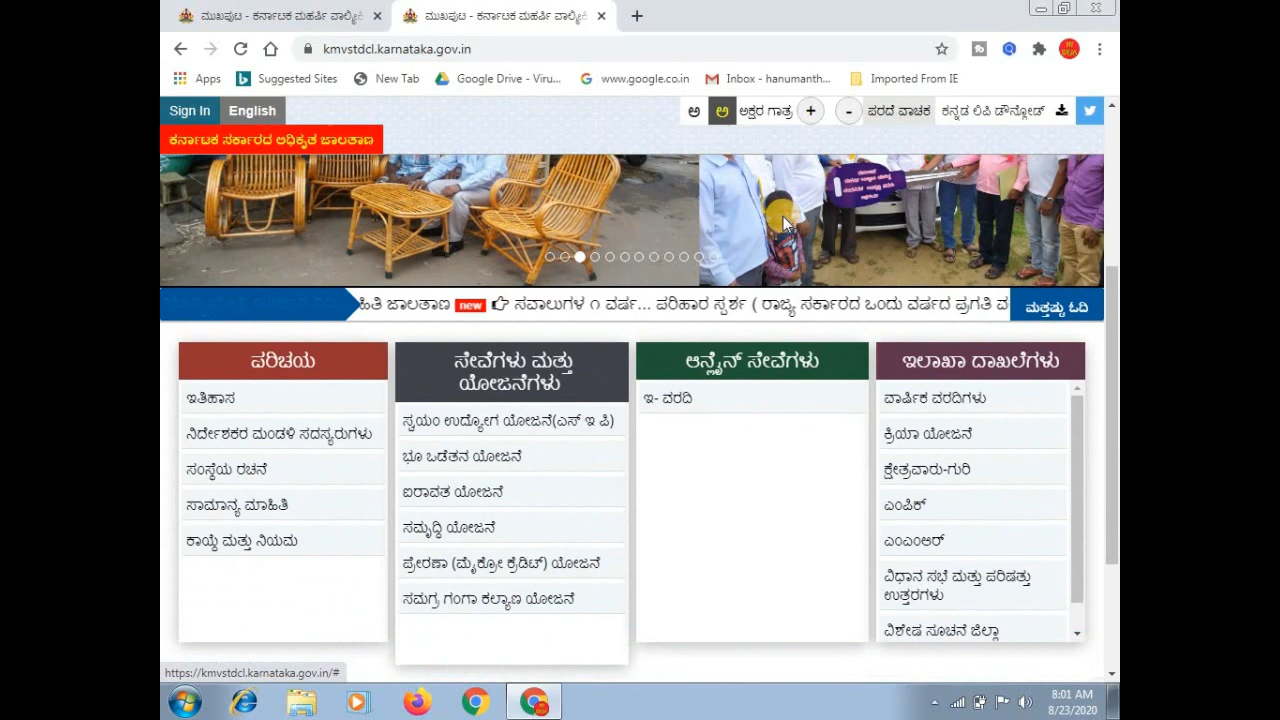 ಮುಖಪುಟ - ಕರ್ನಾಟಕ ಮಹರ್ಷಿ ವಾಲ್ಮೀಕಿ
ಮುಖಪುಟ - ಕರ್ನಾಟಕ ಮಹರ್ಷಿ ವಾಲ್ಮೀಕಿ
kmvstdcl.karnataka.gov.in
Apps Suggested Sites New Tab Google Drive - Viru... www.google.co.in Inbox - hanumanth... Imported From IE
Sign In English ಅ ಅ ಅಕ್ಷರ ಗಾತ್ರ + - ಪರದೆ ವಾಚಕ ಕನ್ನಡ ಲಿಪಿ ಡೌನ್ಲೋಡ್
ಕರ್ನಾಟಕ ಸರ್ಕಾರದ ಅಧಿಕೃತ ಜಾಲತಾಣ
ಹಿತಿ ಜಾಲತಾಣ new ಸವಾಲುಗಳ ೧ ವರ್ಷ... ಪರಿಹಾರ ಸ್ಪರ್ಶ ( ರಾಜ್ಯ ಸರ್ಕಾರದ ಒಂದು ವರ್ಷದ ಪ್ರಗತಿ ವ ಮತ್ತಷ್ಟು ಓದಿ
ಪರಿಚಯ
ಇತಿಹಾಸ
ನಿರ್ದೇಶಕರ ಮಂಡಳಿ ಸದಸ್ಯರುಗಳು
ಸಂಸ್ಥೆಯ ರಚನೆ
ಸಾಮಾನ್ಯ ಮಾಹಿತಿ
ಕಾಯ್ದೆ ಮತ್ತು ನಿಯಮ
ಸೇವೆಗಳು ಮತ್ತು
ಯೋಜನೆಗಳು
ಸ್ವಯಂ ಉದ್ಯೋಗ ಯೋಜನೆ(ಎಸ್ ಇ ಪಿ)
ಭೂ ಒಡೆತನ ಯೋಜನೆ
ಐರಾವತ ಯೋಜನೆ
ಸಮೃದ್ಧಿ ಯೋಜನೆ
ಪ್ರೇರಣಾ (ಮೈಕ್ರೋ ಕ್ರೆಡಿಟ್) ಯೋಜನೆ
ಸಮಗ್ರ ಗಂಗಾ ಕಲ್ಯಾಣ ಯೋಜನೆ
ಆನ್ಲೈನ್ ಸೇವೆಗಳು
ಇ- ವರದಿ
ಇಲಾಖಾ ದಾಖಲೆಗಳು
ವಾರ್ಷಿಕ ವರದಿಗಳು
ಕ್ರಿಯಾ ಯೋಜನೆ
ಕ್ಷೇತ್ರವಾರು-ಗುರಿ
ಎಂಪಿಕ್
ಎಂಎಂಆರ್
ವಿಧಾನ ಸಭೆ ಮತ್ತು ಪರಿಷತ್ತು
ಉತ್ತರಗಳು
ವಿಶೇಷ ಸೂಚನೆ ಜಿಲ್ಲಾ
https://kmvstdcl.karnataka.gov.in/#
8:01 AM
8/23/2020